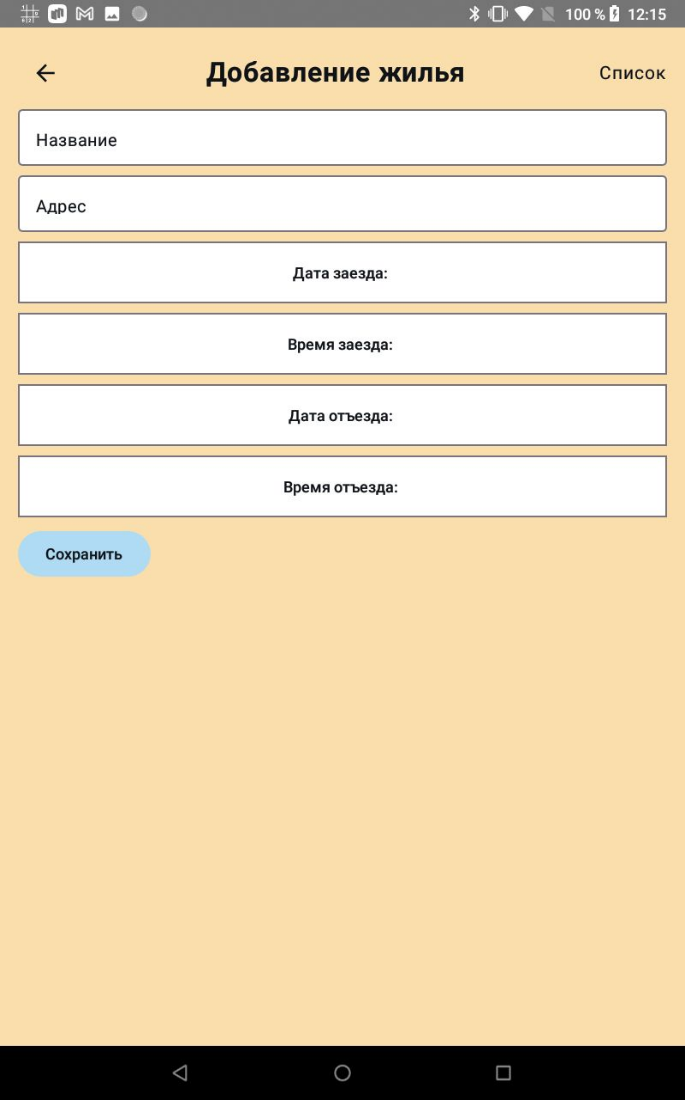 100 % 12:15
Добавление жилья Список
Название
Адрес
Дата заезда:
Время заезда:
Дата отъезда:
Время отъезда:
Сохранить